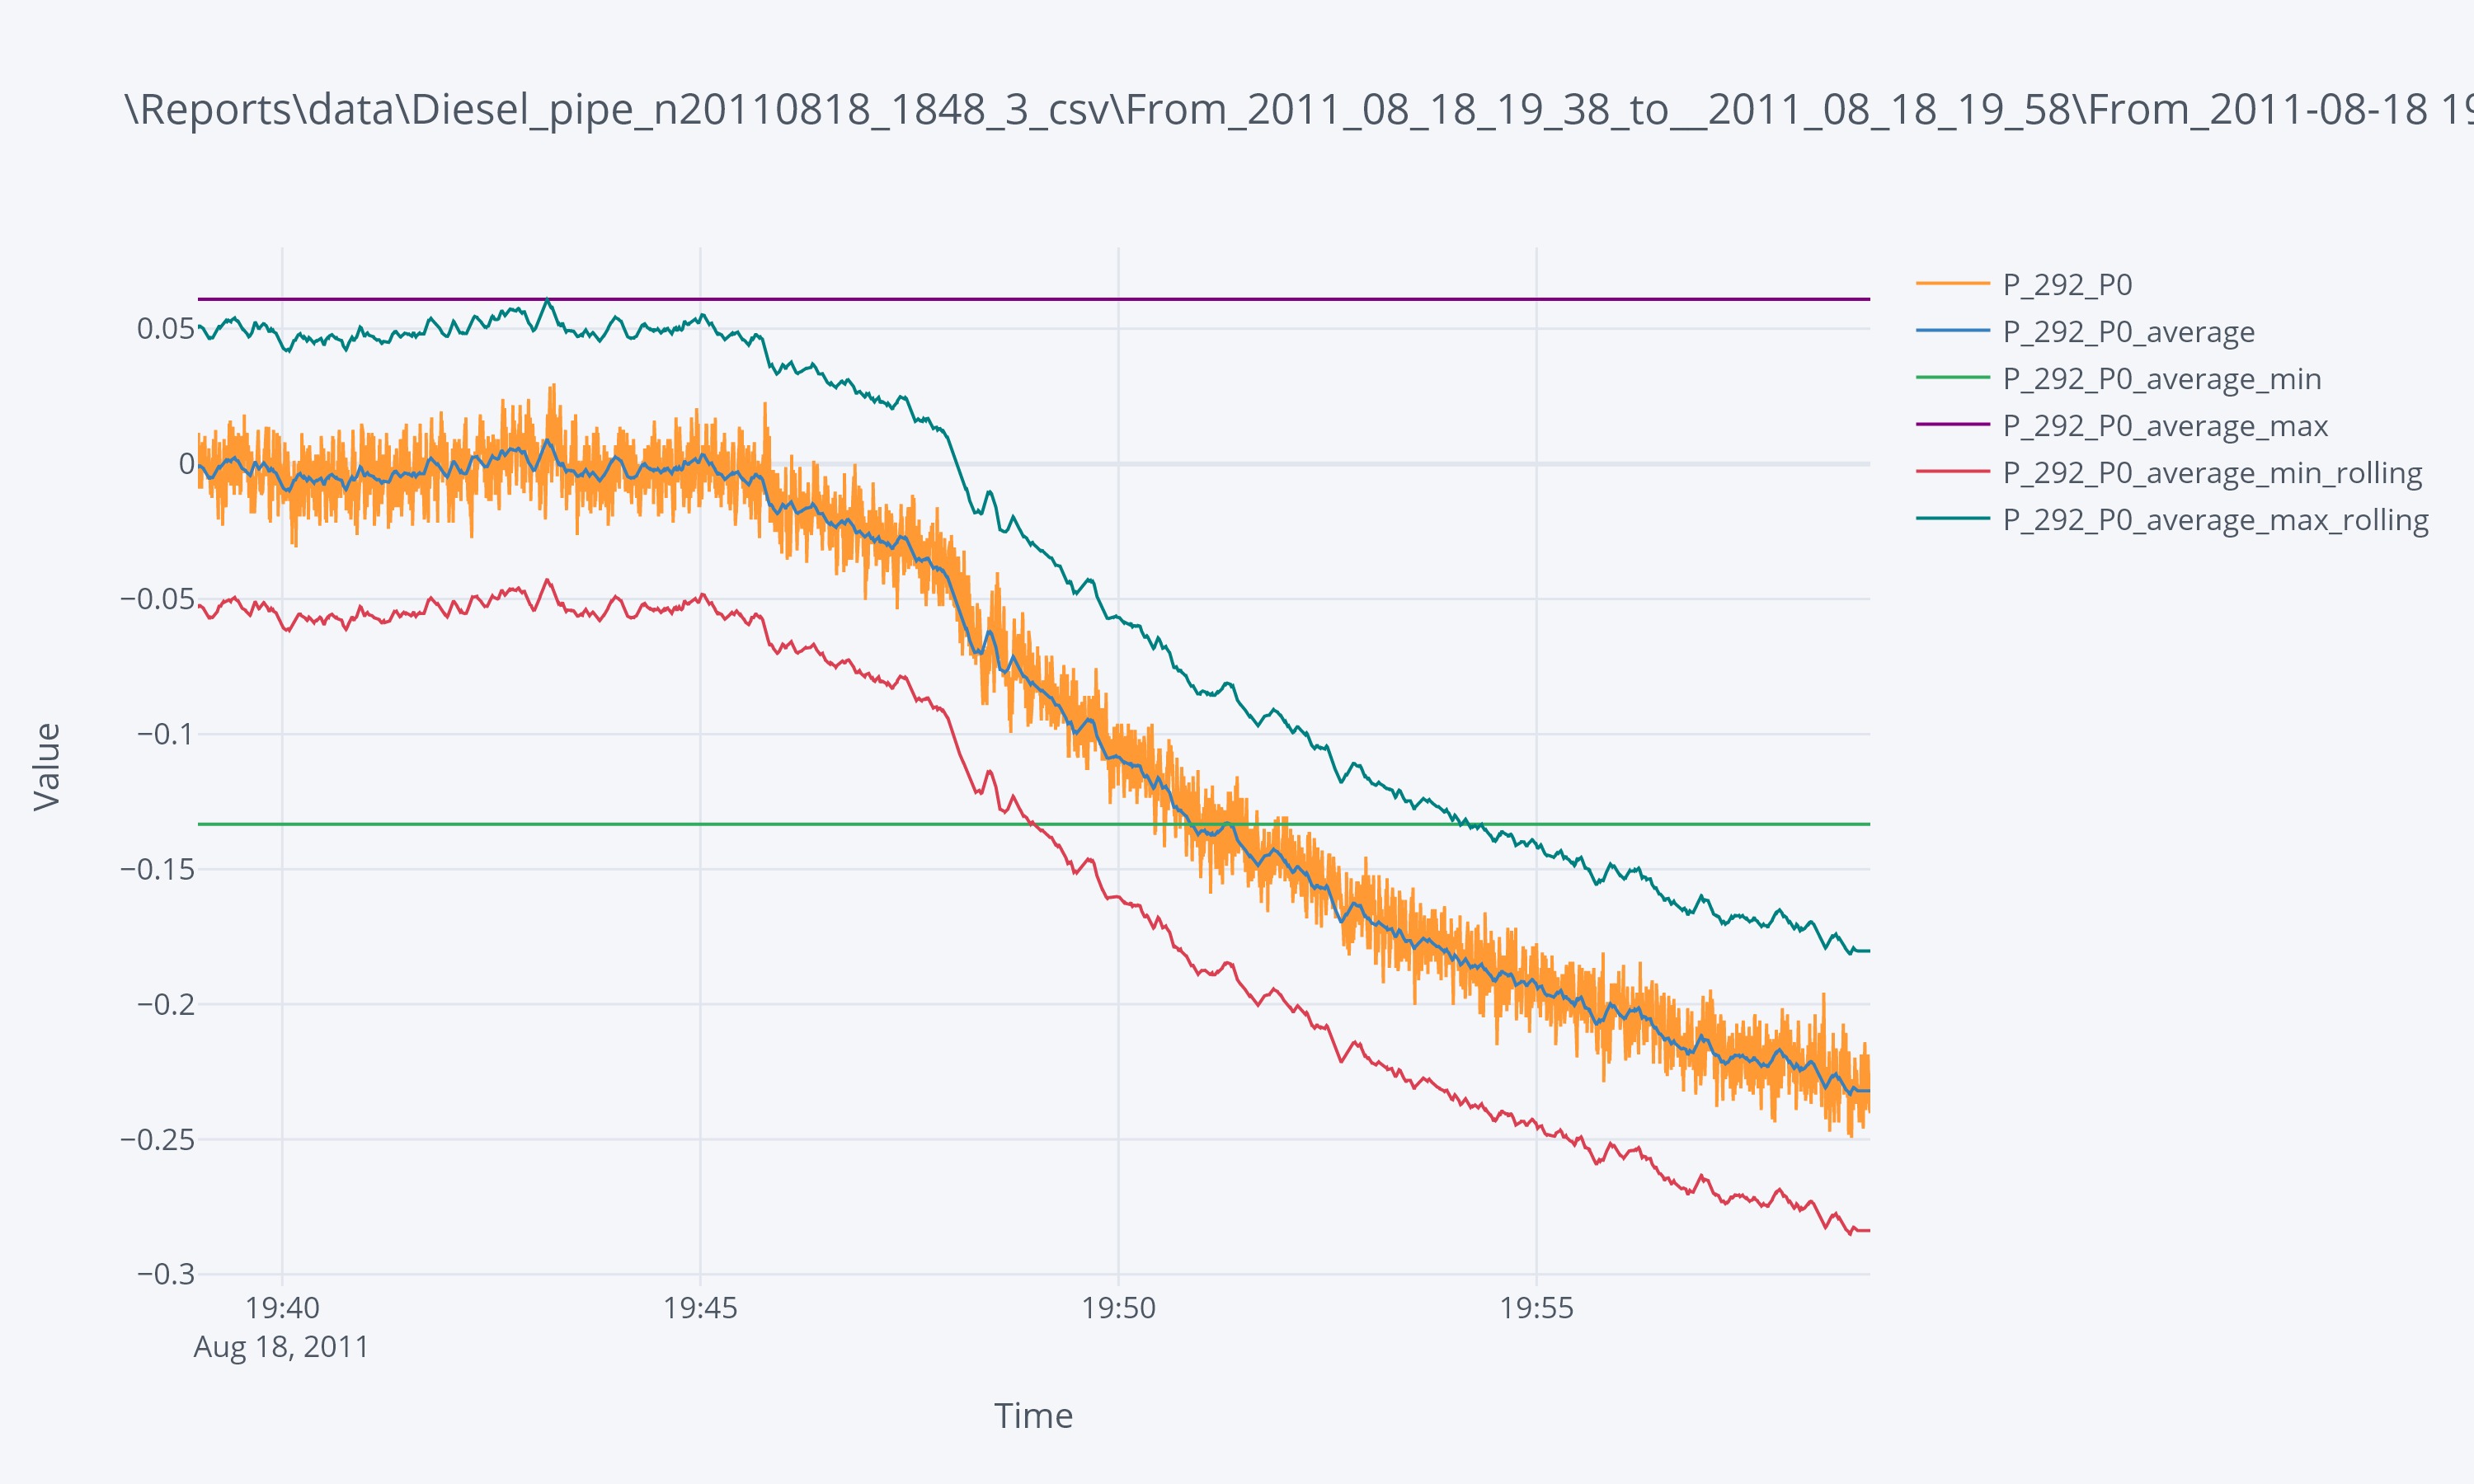 \Reports\data\Diesel_pipe_n20110818_1848_3_csv\From_2011_08_18_19_38_to__2011_08_18_19_58\From_2011-08-18 19
P_292_P0
P_292_P0_average
P_292_P0_average_min
P_292_P0_average_max
P_292_P0_average_min_rolling
P_292_P0_average_max_rolling
Value
0.05
0
−0.05
−0.1
−0.15
−0.2
−0.25
−0.3
19:40 19:45 19:50 19:55
Aug 18, 2011
Time